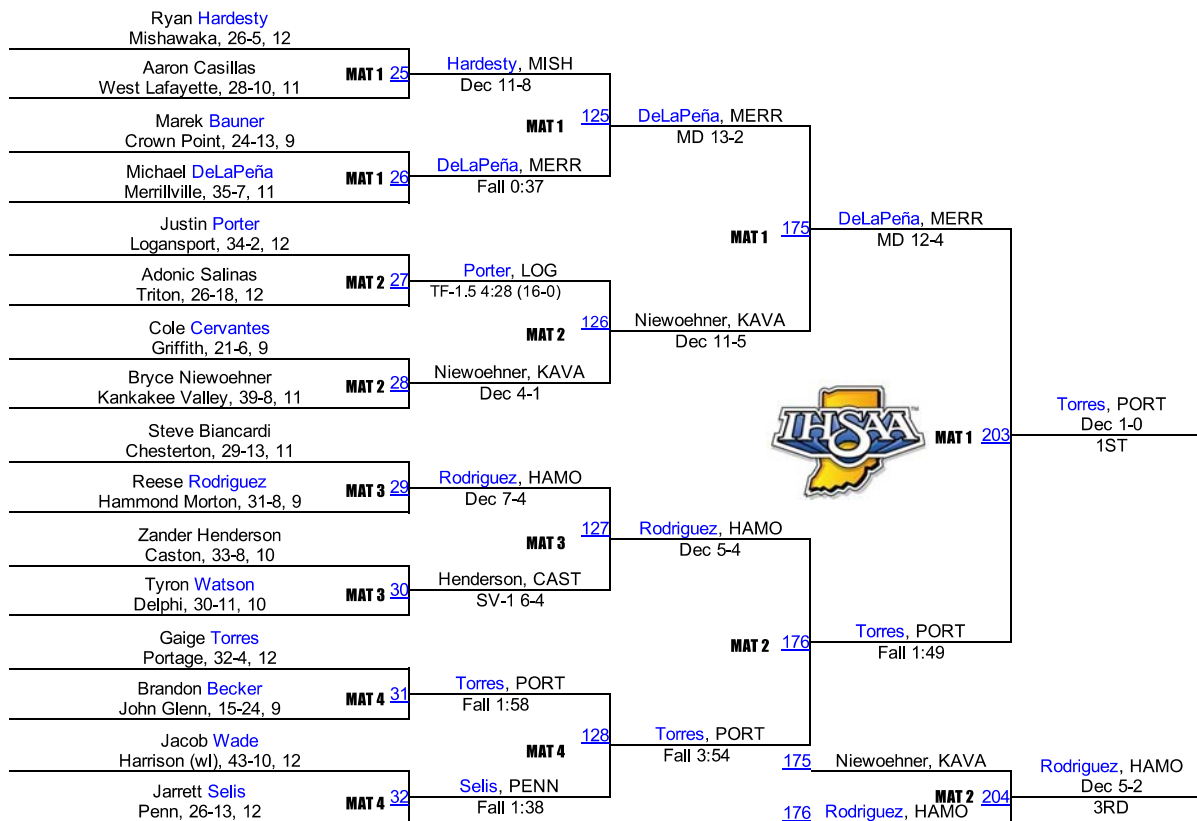 Ryan Hardesty
Mishawaka, 26-5, 12
Aaron Casillas
West Lafayette, 28-10, 11
MAT 1 25
Hardesty, MISH
Dec 11-8
Marek Bauner
Crown Point, 24-13, 9
Michael DeLaPeña
Merrillville, 35-7, 11
MAT 1 26
DeLaPeña, MERR
Fall 0:37
MAT 1 125
DeLaPeña, MERR
MD 13-2
Justin Porter
Logansport, 34-2, 12
Adonic Salinas
Triton, 26-18, 12
MAT 2 27
Porter, LOG
TF-1.5 4:28 (16-0)
Cole Cervantes
Griffith, 21-6, 9
Bryce Niewoehner
Kankakee Valley, 39-8, 11
MAT 2 28
Niewoehner, KAVA
Dec 4-1
MAT 2 126
Niewoehner, KAVA
Dec 11-5
MAT 1 175
DeLaPeña, MERR
MD 12-4
Steve Biancardi
Chesterton, 29-13, 11
Reese Rodriguez
Hammond Morton, 31-8, 9
MAT 3 29
Rodriguez, HAMO
Dec 7-4
Zander Henderson
Caston, 33-8, 10
Tyron Watson
Delphi, 30-11, 10
MAT 3 30
Henderson, CAST
SV-1 6-4
MAT 3 127
Rodriguez, HAMO
Dec 5-4
Gaige Torres
Portage, 32-4, 12
Brandon Becker
John Glenn, 15-24, 9
MAT 4 31
Torres, PORT
Fall 1:58
Jacob Wade
Harrison (wl), 43-10, 12
Jarrett Selis
Penn, 26-13, 12
MAT 4 32
Selis, PENN
Fall 1:38
MAT 4 128
Torres, PORT
Fall 3:54
MAT 2 176
Torres, PORT
Fall 1:49
IHSAA™
MAT 1 203
Torres, PORT
Dec 1-0
1ST
175 Niewoehner, KAVA
176 Rodriguez, HAMO
MAT 2 204
Rodriguez, HAMO
Dec 5-2
3RD